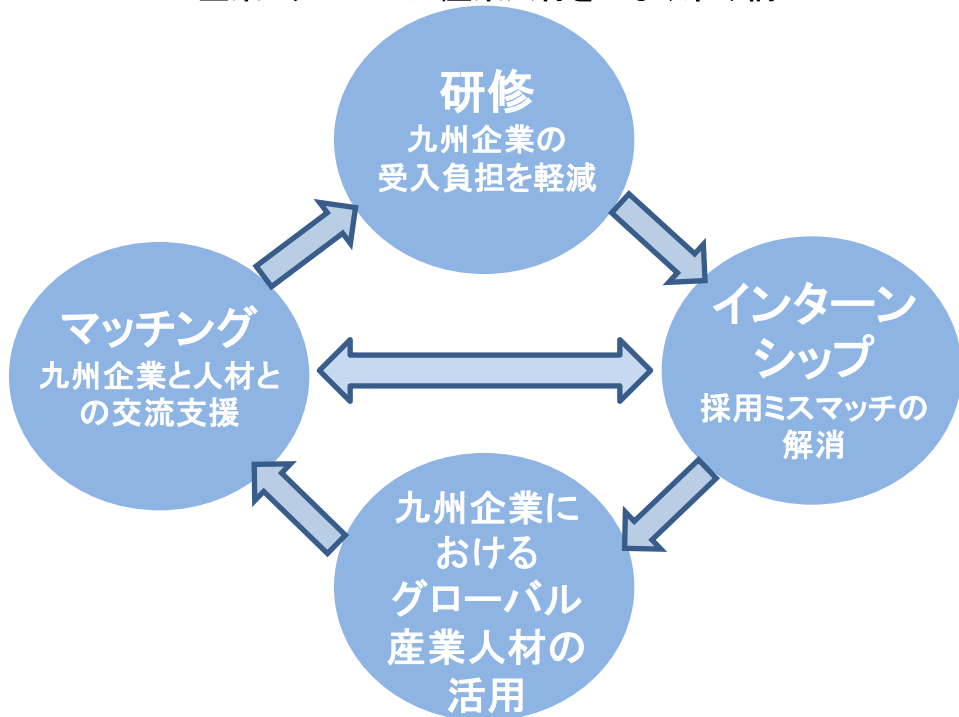 研修
九州企業の
受入負担を軽減
マッチング
九州企業と人材と
の交流支援
インターン
シップ
採用ミスマッチの
解消
九州企業に
おける
グローバル
産業人材の
活用